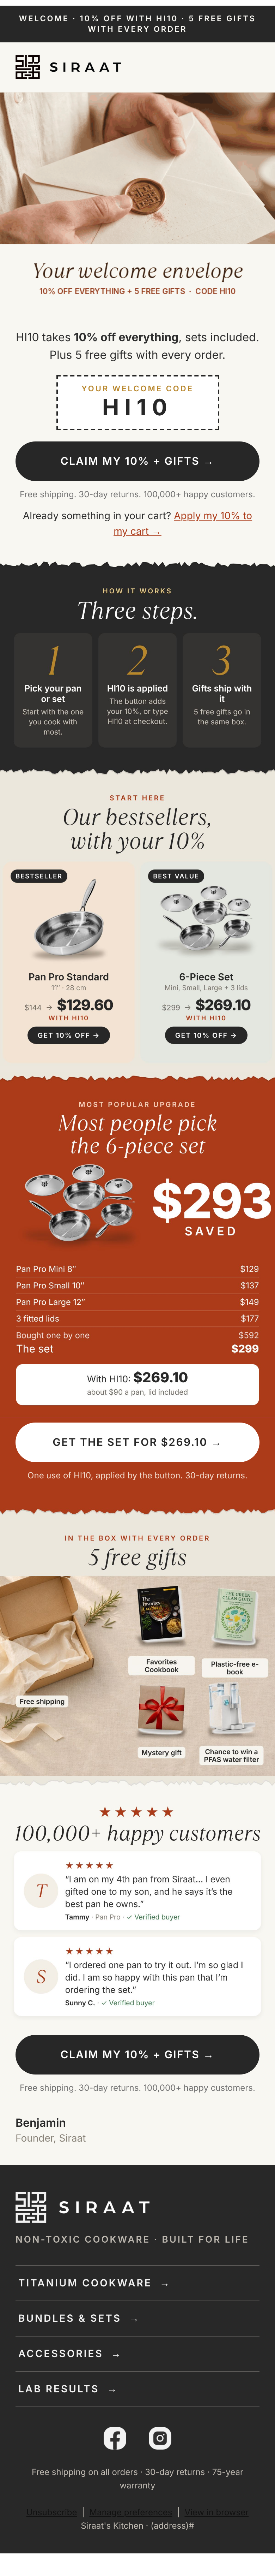 WELCOME · 10% OFF WITH HI10 · 5 FREE GIFTS
WITH EVERY ORDER
SIRAAT
Your welcome envelope
10% OFF EVERYTHING + 5 FREE GIFTS · CODE HI10
HI10 takes 10% off everything, sets included.
Plus 5 free gifts with every order.
YOUR WELCOME CODE
HI10
CLAIM MY 10% + GIFTS →
Free shipping. 30-day returns. 100,000+ happy customers.
Already something in your cart? Apply my 10% to
my cart →
HOW IT WORKS
Three steps.
1
Pick your pan
or set
Start with the one
you cook with
most.
2
HI10 is applied
The button adds
your 10%, or type
HI10 at checkout.
3
Gifts ship with
it
5 free gifts go in
the same box.
START HERE
Our bestsellers,
with your 10%
BESTSELLER
Pan Pro Standard
11" · 28 cm
$144 → $129.60
WITH HI10
GET 10% OFF →
BEST VALUE
6-Piece Set
Mini, Small, Large + 3 lids
$299 → $269.10
WITH HI10
GET 10% OFF →
MOST POPULAR UPGRADE
Most people pick
the 6-piece set
$293
SAVED
Pan Pro Mini 8" $129
Pan Pro Small 10" $137
Pan Pro Large 12" $149
3 fitted lids $177
Bought one by one $592
The set $299
With HI10: $269.10
about $90 a pan, lid included
GET THE SET FOR $269.10 →
One use of HI10, applied by the button. 30-day returns.
IN THE BOX WITH EVERY ORDER
5 free gifts
The
Favorites
Cookbook
THE GREEN
CLEAN GUIDE
Favorites
Cookbook
Plastic-free e-
book
Free shipping
Mystery gift
Chance to win a
PFAS water filter
★★★★★
100,000+ happy customers
T
★★★★★
“I am on my 4th pan from Siraat... I even
gifted one to my son, and he says it’s the
best pan he owns.”
Tammy · Pan Pro · ✓ Verified buyer
S
★★★★★
“I ordered one pan to try it out. I’m so glad I
did. I am so happy with this pan that I’m
ordering the set.”
Sunny C. · ✓ Verified buyer
CLAIM MY 10% + GIFTS →
Free shipping. 30-day returns. 100,000+ happy customers.
Benjamin
Founder, Siraat
SIRAAT
NON-TOXIC COOKWARE · BUILT FOR LIFE
TITANIUM COOKWARE →
BUNDLES & SETS →
ACCESSORIES →
LAB RESULTS →
Free shipping on all orders · 30-day returns · 75-year
warranty
Unsubscribe | Manage preferences | View in browser
Siraat's Kitchen · (address)#